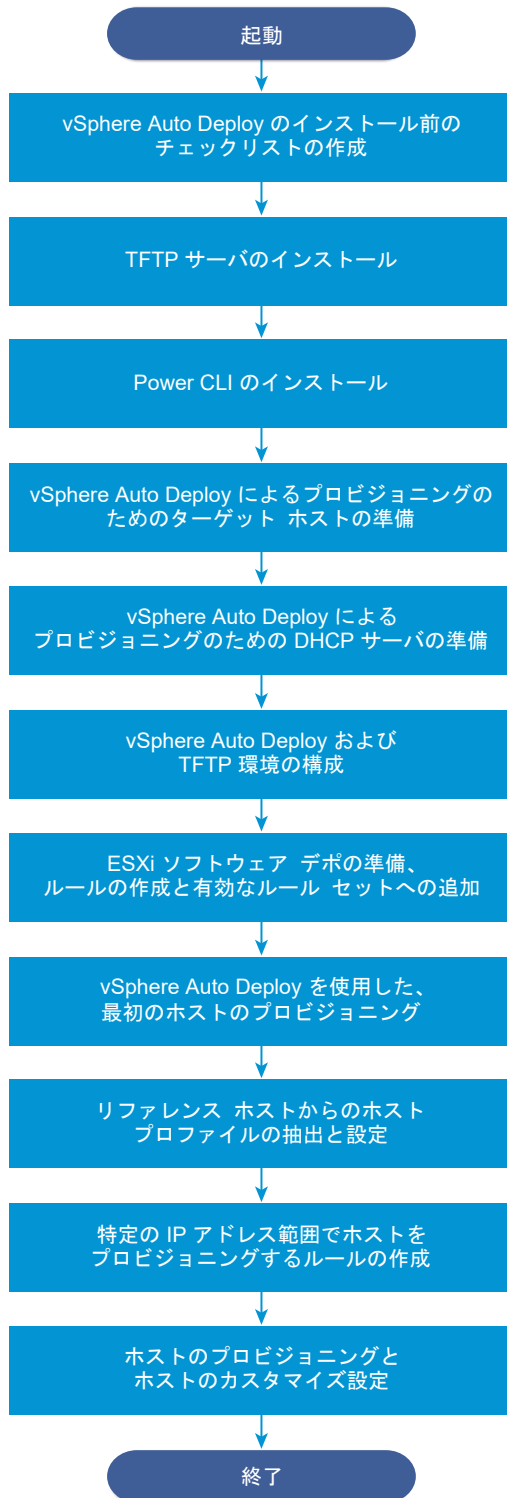 起動
vSphere Auto Deploy のインストール前の
チェックリストの作成
TFTP サーバのインストール
Power CLI のインストール
vSphere Auto Deploy によるプロビジョニングの
ためのターゲット ホストの準備
vSphere Auto Deploy による
プロビジョニングのための DHCP サーバの準備
vSphere Auto Deploy および
TFTP 環境の構成
ESXi ソフトウェア デポの準備、
ルールの作成と有効なルール セットへの追加
vSphere Auto Deploy を使用した、
最初のホストのプロビジョニング
リファレンス ホストからのホスト
プロファイルの抽出と設定
特定の IP アドレス範囲でホストを
プロビジョニングするルールの作成
ホストのプロビジョニングと
ホストのカスタマイズ設定
終了